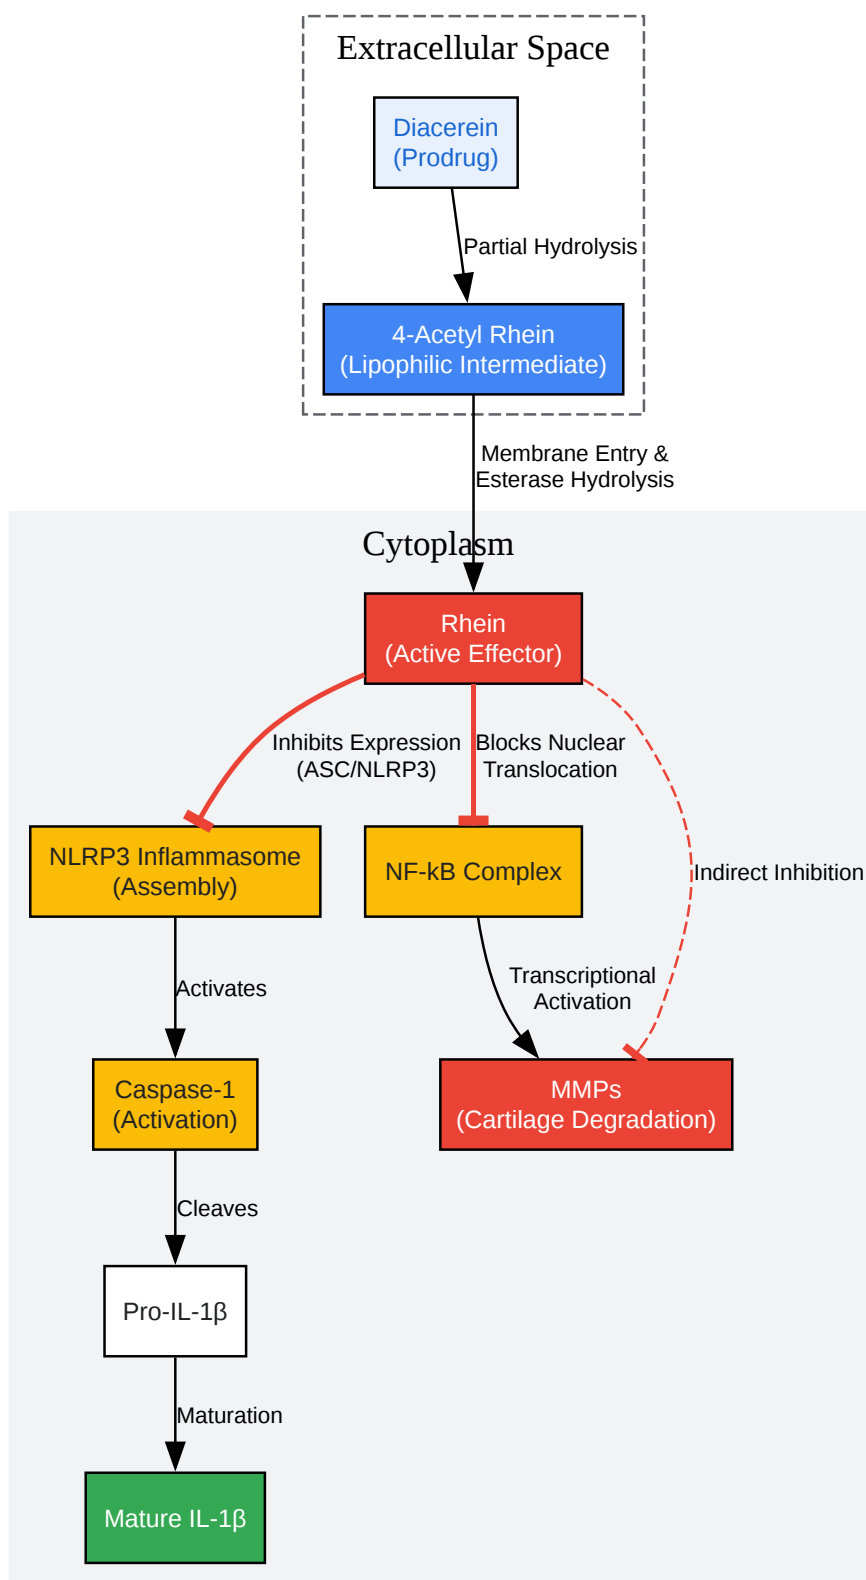 Extracellular Space
Diacerein
(Prodrug)
Partial Hydrolysis
4-Acetyl Rhein
(Lipophilic Intermediate)
Membrane Entry &
Esterase Hydrolysis
Cytoplasm
Rhein
(Active Effector)
Inhibits Expression
(ASC/NLRP3)
Blocks Nuclear
Translocation
NLRP3 Inflammasome
(Assembly)
NF-kB Complex
Indirect Inhibition
Activates
Transcriptional
Activation
Caspase-1
(Activation)
MMPs
(Cartilage Degradation)
Cleaves
Pro-IL-1β
Maturation
Mature IL-1β